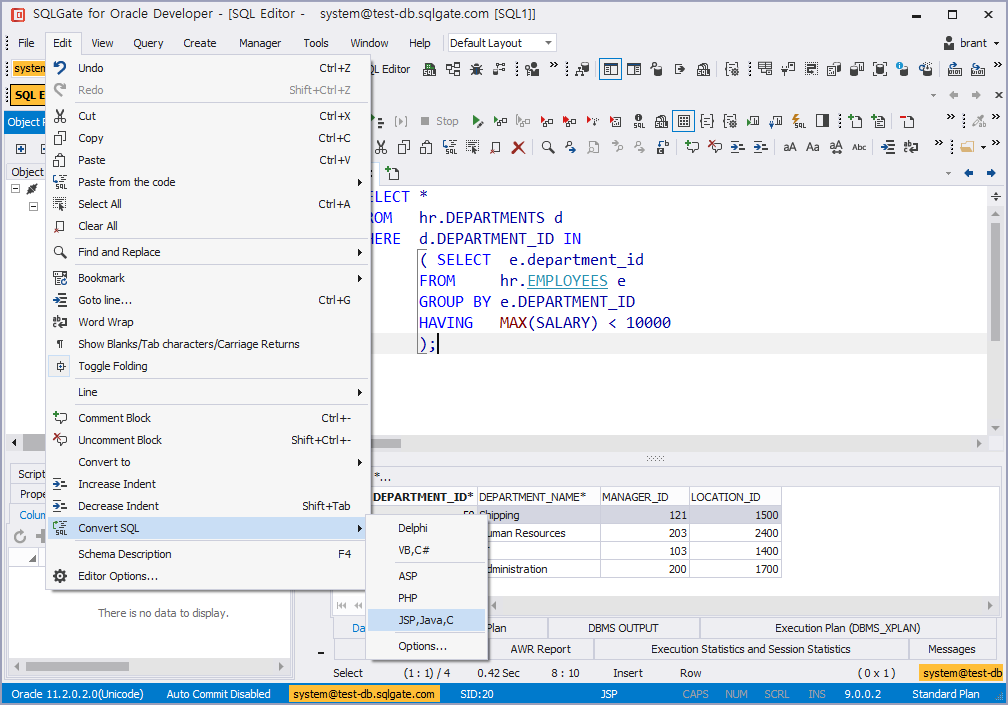 SQLGate for Oracle Developer - [SQL Editor - system@test-db.sqlgate.com [SQL1]]
File Edit View Query Create Manager Tools Window Help Default Layout brant
system
QL Editor
SQL E
Object
Stop
Object
Undo Ctrl+Z
Redo Shift+Ctrl+Z
Cut Ctrl+X
Copy Ctrl+C
Paste Ctrl+V
Paste from the code
Select All Ctrl+A
Clear All
Find and Replace
Bookmark
Goto line... Ctrl+G
Word Wrap
Show Blanks/Tab characters/Carriage Returns
Toggle Folding
Line
Comment Block Ctrl+-
Uncomment Block Shift+Ctrl+-
Convert to
Increase Indent
Decrease Indent Shift+Tab
Convert SQL
Schema Description F4
Editor Options...
Delphi
VB,C#
ASP
PHP
JSP,Java,C
Options...
ELECT *
ROM hr.DEPARTMENTS d
HERE d.DEPARTMENT_ID IN
( SELECT e.department_id
FROM hr.EMPLOYEES e
GROUP BY e.DEPARTMENT_ID
HAVING MAX(SALARY) < 10000
);
Script
Prope
Colum
There is no data to display.
*...
DEPARTMENT_ID* DEPARTMENT_NAME* MANAGER_ID LOCATION_ID
50 Shipping 121 1500
uman Resources 203 2400
103 1400
dministration 200 1700
Da Plan DBMS OUTPUT Execution Plan (DBMS_XPLAN)
AWR Report Execution Statistics and Session Statistics Messages
Select (1 : 1) / 4 0.42 Sec 8 : 10 Insert Row ( 0 x 1 ) system@test-db
Oracle 11.2.0.2.0(Unicode) Auto Commit Disabled system@test-db.sqlgate.com SID:20 JSP CAPS NUM SCRL INS 9.0.0.2 Standard Plan